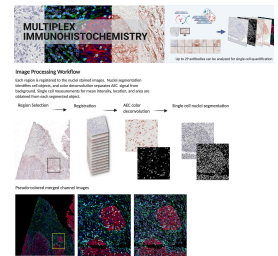 MULTIPLEX
IMMUNOHISTOCHEMISTRY
Up to 29 antibodies can be analyzed for single cell quantification
Image Processing Workflow
Each region is registered to the nuclei stained images. Nuclei segmentation
identifies cell objects, and color deconvolution separates AEC signal from
background. Single cell measurements for mean intensity, location, and area are
obtained from each segmented object.
Region Selection
Registration
AEC color
deconvolution
Single cell nuclei segmentation
Pseudo-colored merged channel images